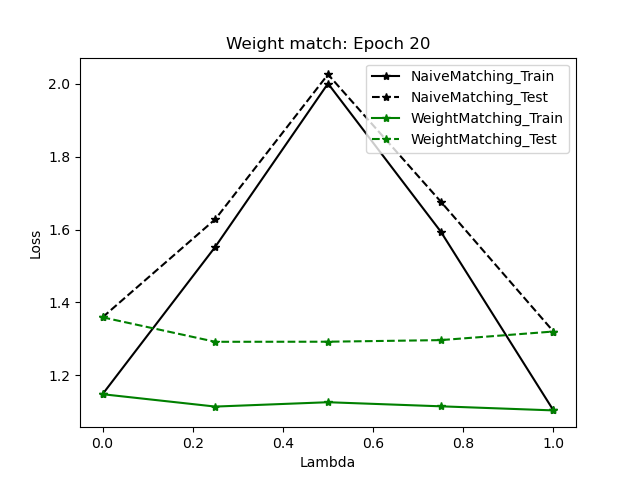 Weight match: Epoch 20
NaiveMatching_Train
NaiveMatching_Test
WeightMatching_Train
WeightMatching_Test
Loss
2.0
1.8
1.6
1.4
1.2
0.0 0.2 0.4 0.6 0.8 1.0
Lambda